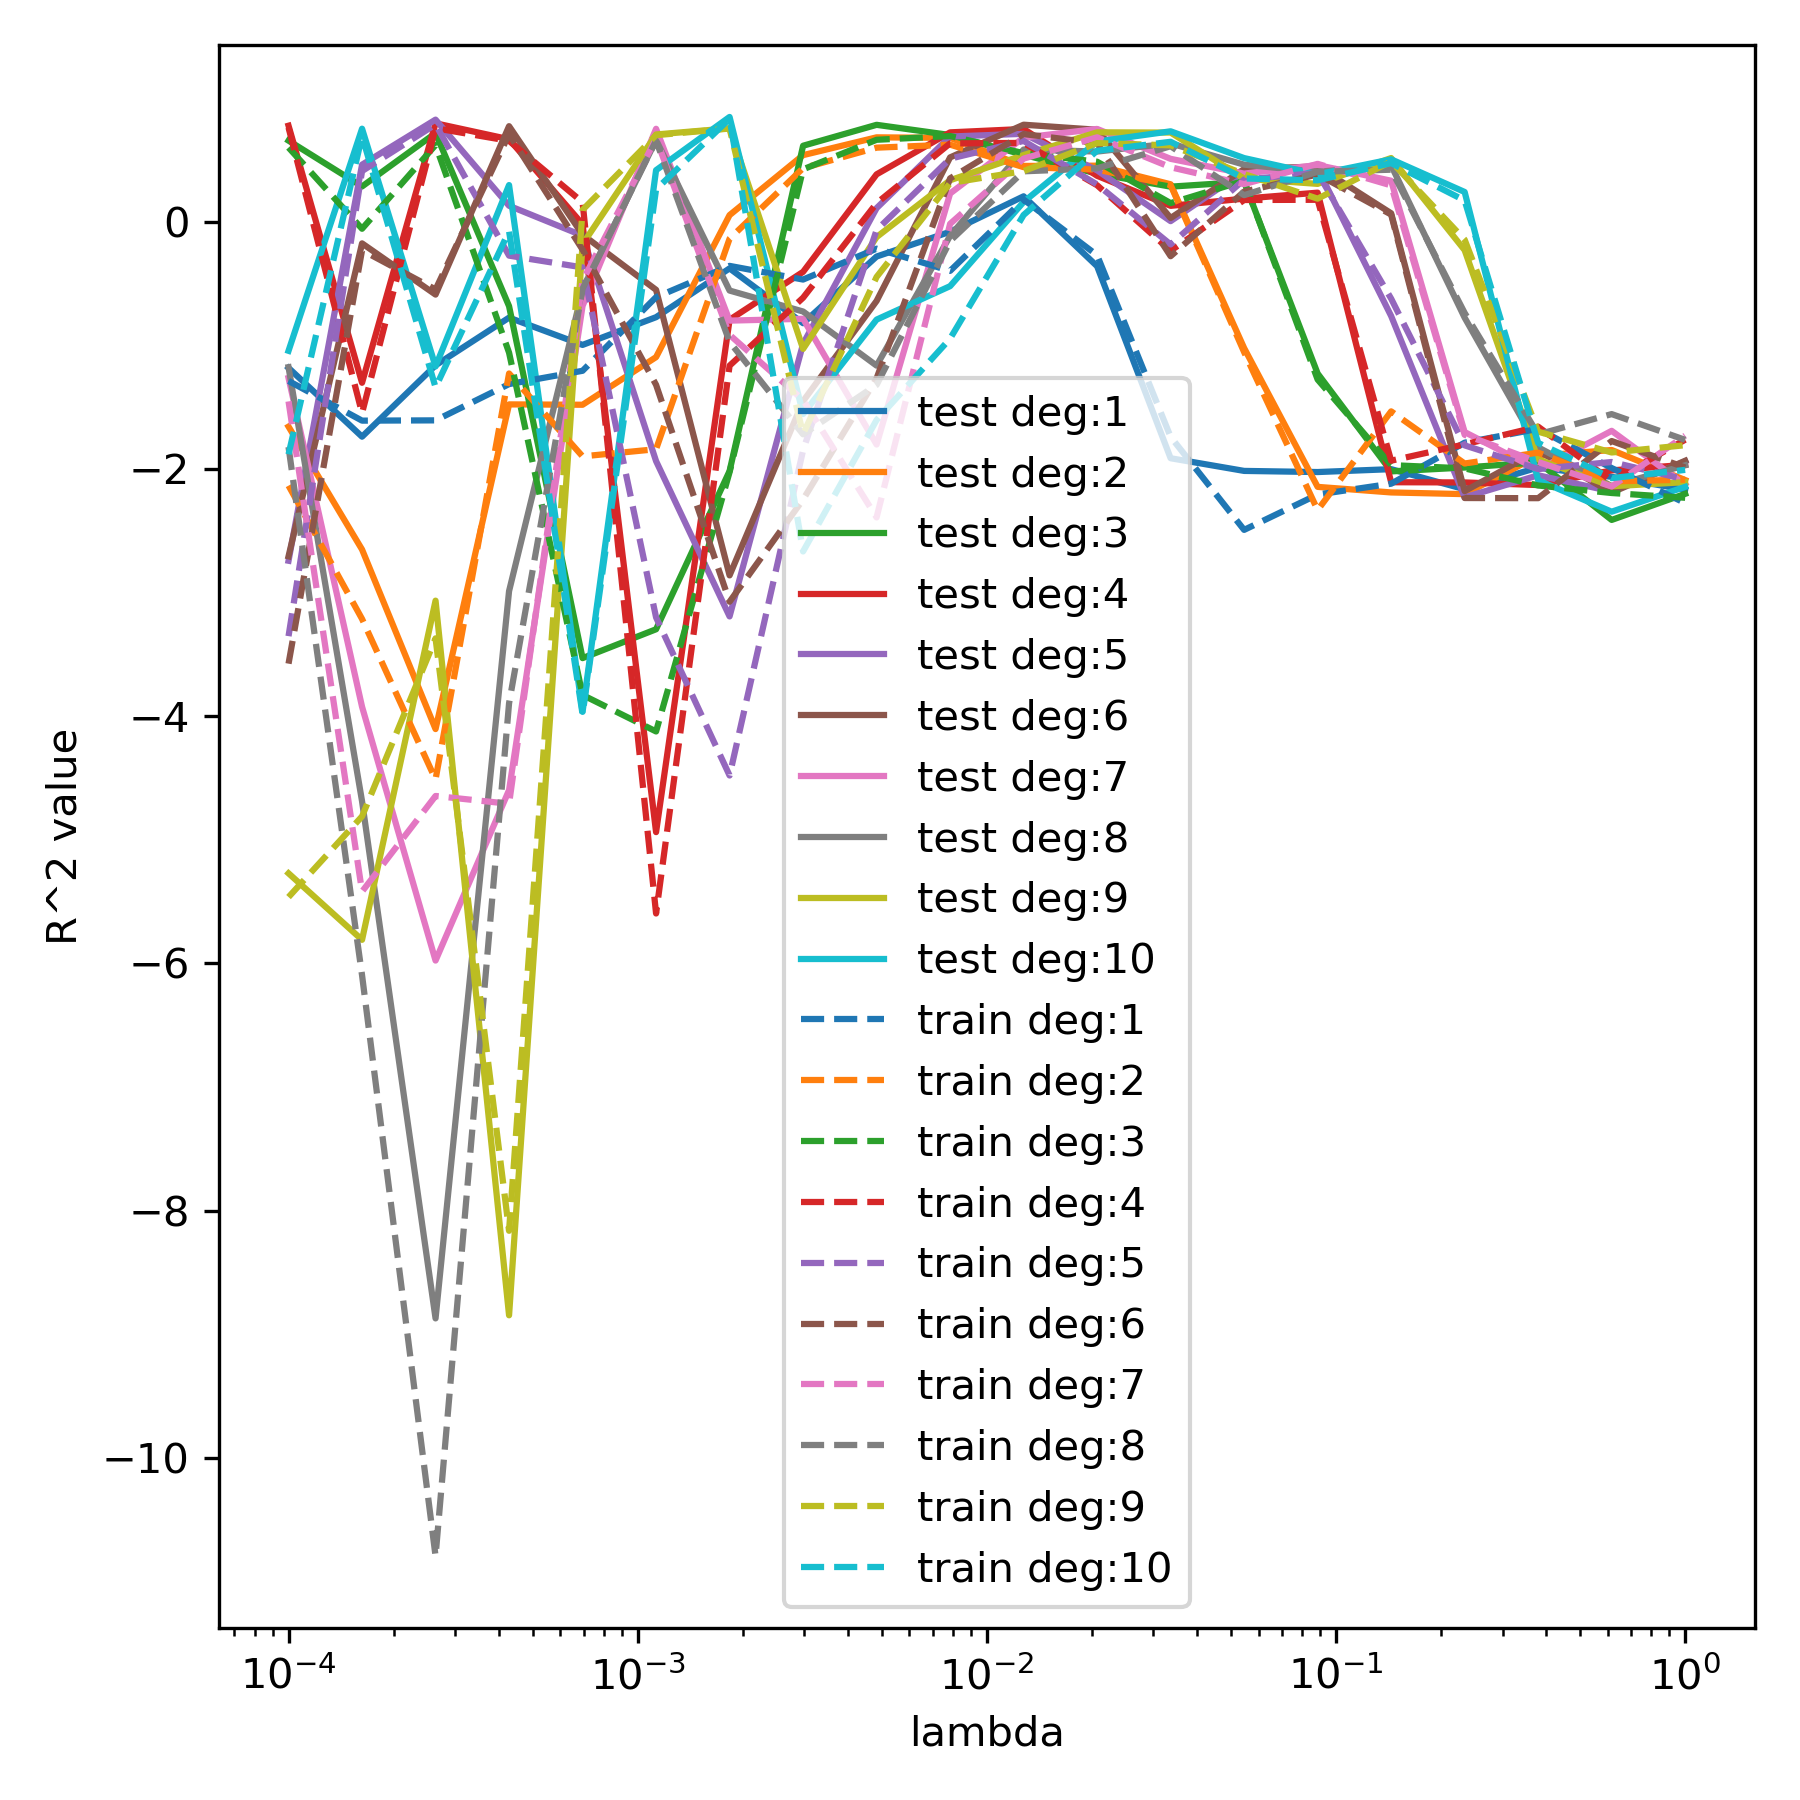 R^2 value
0
−2
−4
−6
−8
−10
test deg:1
test deg:2
test deg:3
test deg:4
test deg:5
test deg:6
test deg:7
test deg:8
test deg:9
test deg:10
train deg:1
train deg:2
train deg:3
train deg:4
train deg:5
train deg:6
train deg:7
train deg:8
train deg:9
train deg:10
10⁻⁴ 10⁻³ 10⁻² 10⁻¹ 10⁰
lambda